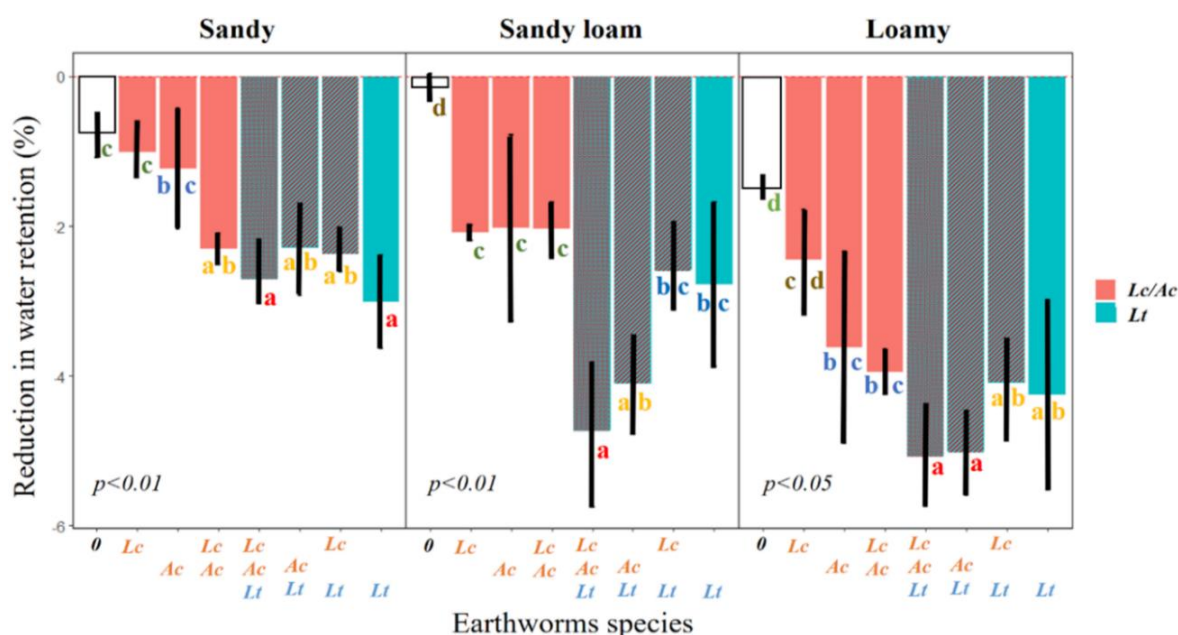 Sandy
Sandy loam
Loamy
Reduction in water retention (%)
0
-2
-4
-6
c
c
b c
a b
a
a b
a b
a
p<0.01
d
c
c
c
a
a b
b c
b c
p<0.01
d
c d
b c
b c
a
a
a b
a b
p<0.05
Lc/Ac
Lt
0 Lc Lc Lc Lc 0 Lc Lc Lc Lc 0 Lc Lc Lc Lc
Ac Ac Ac Ac Ac Ac Ac Ac Ac Ac Ac Ac
Lt Lt Lt Lt Lt Lt Lt Lt Lt Lt Lt Lt
Earthworms species